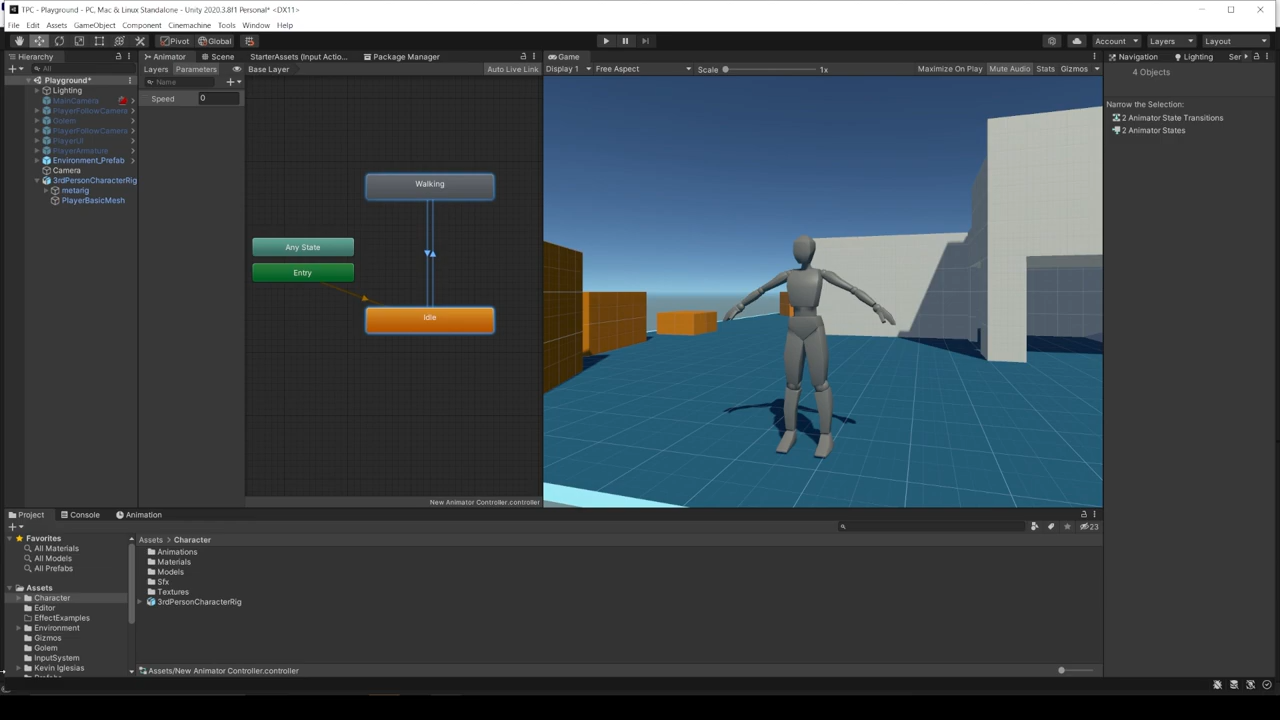 TPC - Playground - PC, Mac & Linux Standalone - Unity 2020.3.8f1 Personal* <DX11>
File Edit Assets GameObject Component Cinemachine Tools Window Help
Pivot Global Account Layers Layout
Hierarchy Animator Scene StarterAssets (Input Actio... Package Manager Game Navigation Lighting Ser
All Layers Parameters Base Layer Auto Live Link Display 1 Free Aspect Scale 1x Maximize On Play Mute Audio Stats Gizmos 4 Objects
Playground* Name
Lighting Speed 0
MainCamera
PlayerFollowCamera
Golem
PlayerFollowCamera
PlayerUI
PlayerArmature
Environment_Prefab
Camera
3rdPersonCharacterRig
metarig
PlayerBasicMesh
Walking
Any State
Entry
Idle
New Animator Controller.controller
Narrow the Selection:
2 Animator State Transitions
2 Animator States
Project Console Animation
23
Favorites
All Materials
All Models
All Prefabs
Assets
Character
Editor
EffectExamples
Environment
Gizmos
Golem
InputSystem
Kevin Iglesias
Assets > Character
Animations
Materials
Models
Sfx
Textures
3rdPersonCharacterRig
Assets/New Animator Controller.controller